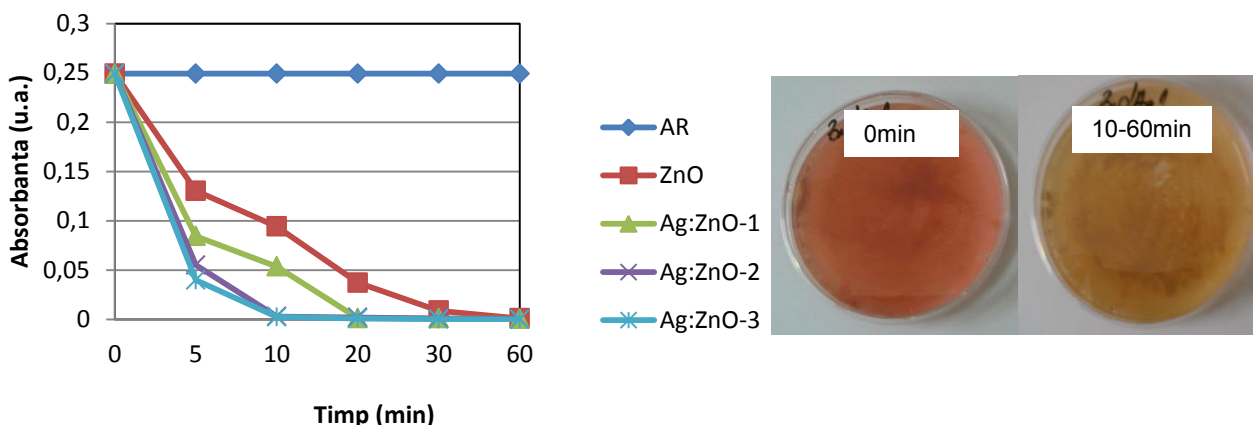 0,3
0,25
0,2
0,15
0,1
0,05
0
Absorbanta (u.a.)
0 5 10 20 30 60
Timp (min)
AR
ZnO
Ag:ZnO-1
Ag:ZnO-2
Ag:ZnO-3
0min
10-60min